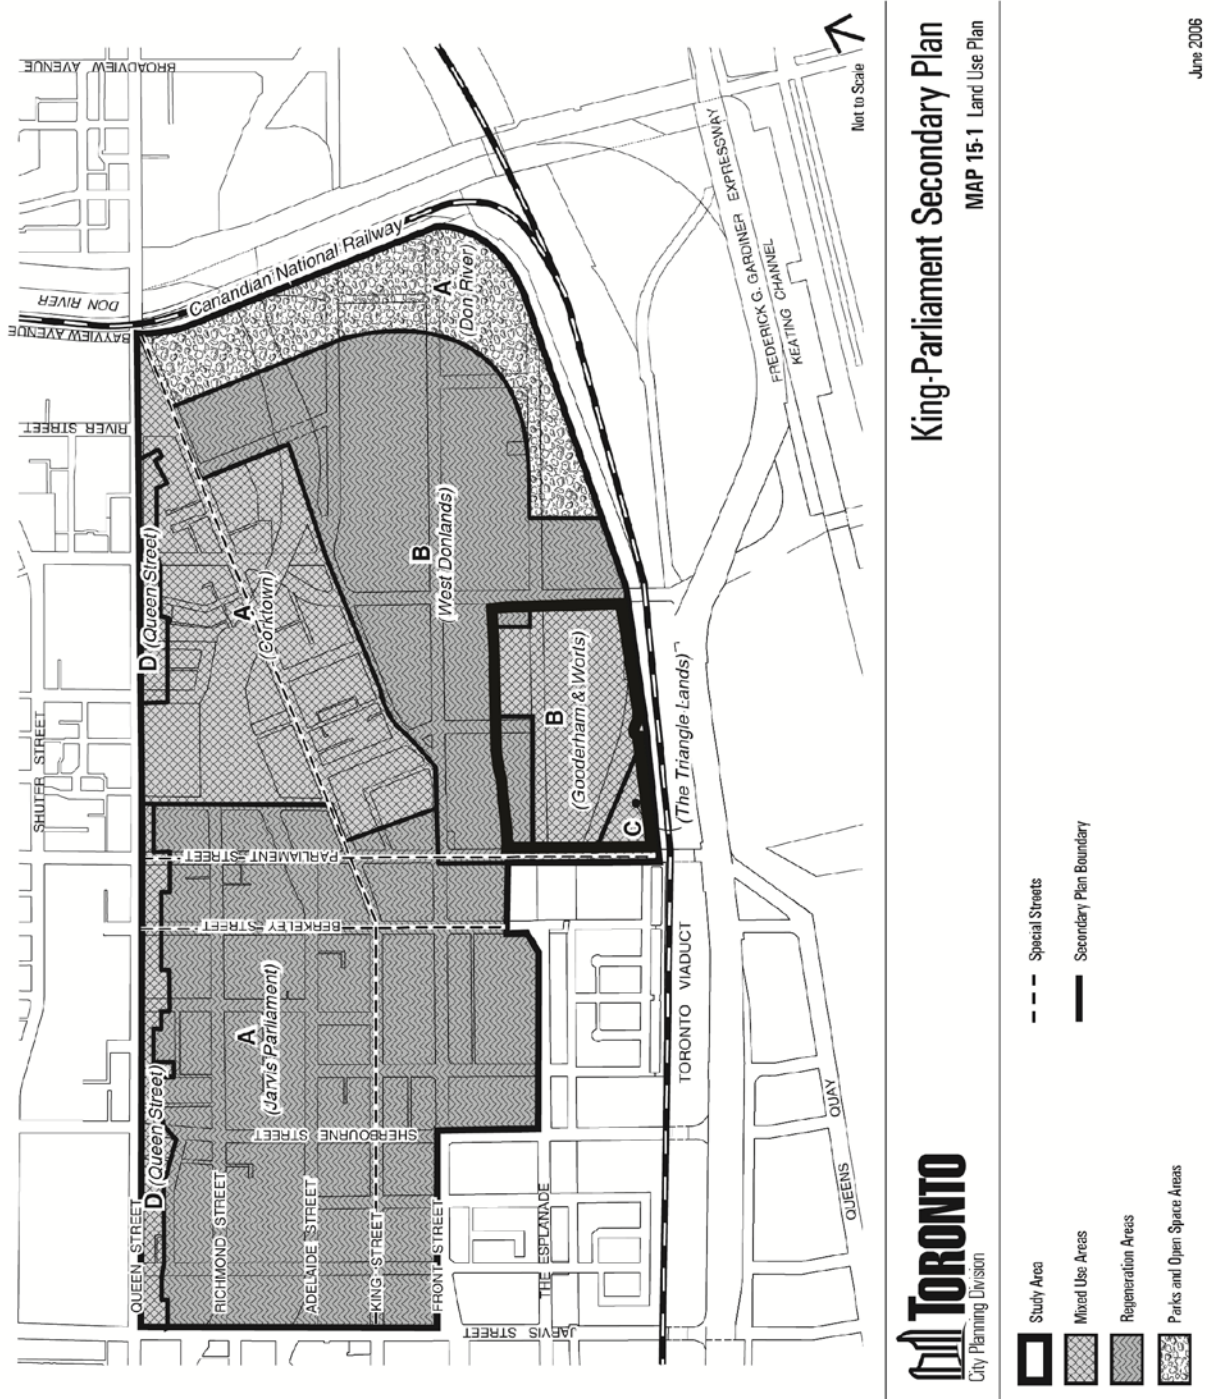 BROADVIEW AVENUE
DON RIVER
BAYVIEW AVENUE
RIVER STREET
SHUTER STREET
Canandian National Railway
A
(Don River)
D (Queen Street)
A
(Corktown)
B
(West Donlands)
B
(Gooderham & Worts)
C
(The Triangle Lands)
PARLIAMENT STREET
BERKELEY STREET
A
(Jarvis Parliament)
D (Queen Street)
SHERBOURNE STREET
QUEEN STREET
RICHMOND STREET
ADELAIDE STREET
KING STREET
FRONT STREET
THE ESPLANADE
JARVIS STREET
TORONTO VIADUCT
QUEENS QUAY
FREDERICK G. GARDINER EXPRESSWAY
KEATING CHANNEL
Not to Scale
TORONTO
City Planning Division
King-Parliament Secondary Plan
MAP 15-1 Land Use Plan
Study Area
Mixed Use Areas
Regeneration Areas
Parks and Open Space Areas
Special Streets
Secondary Plan Boundary
June 2006